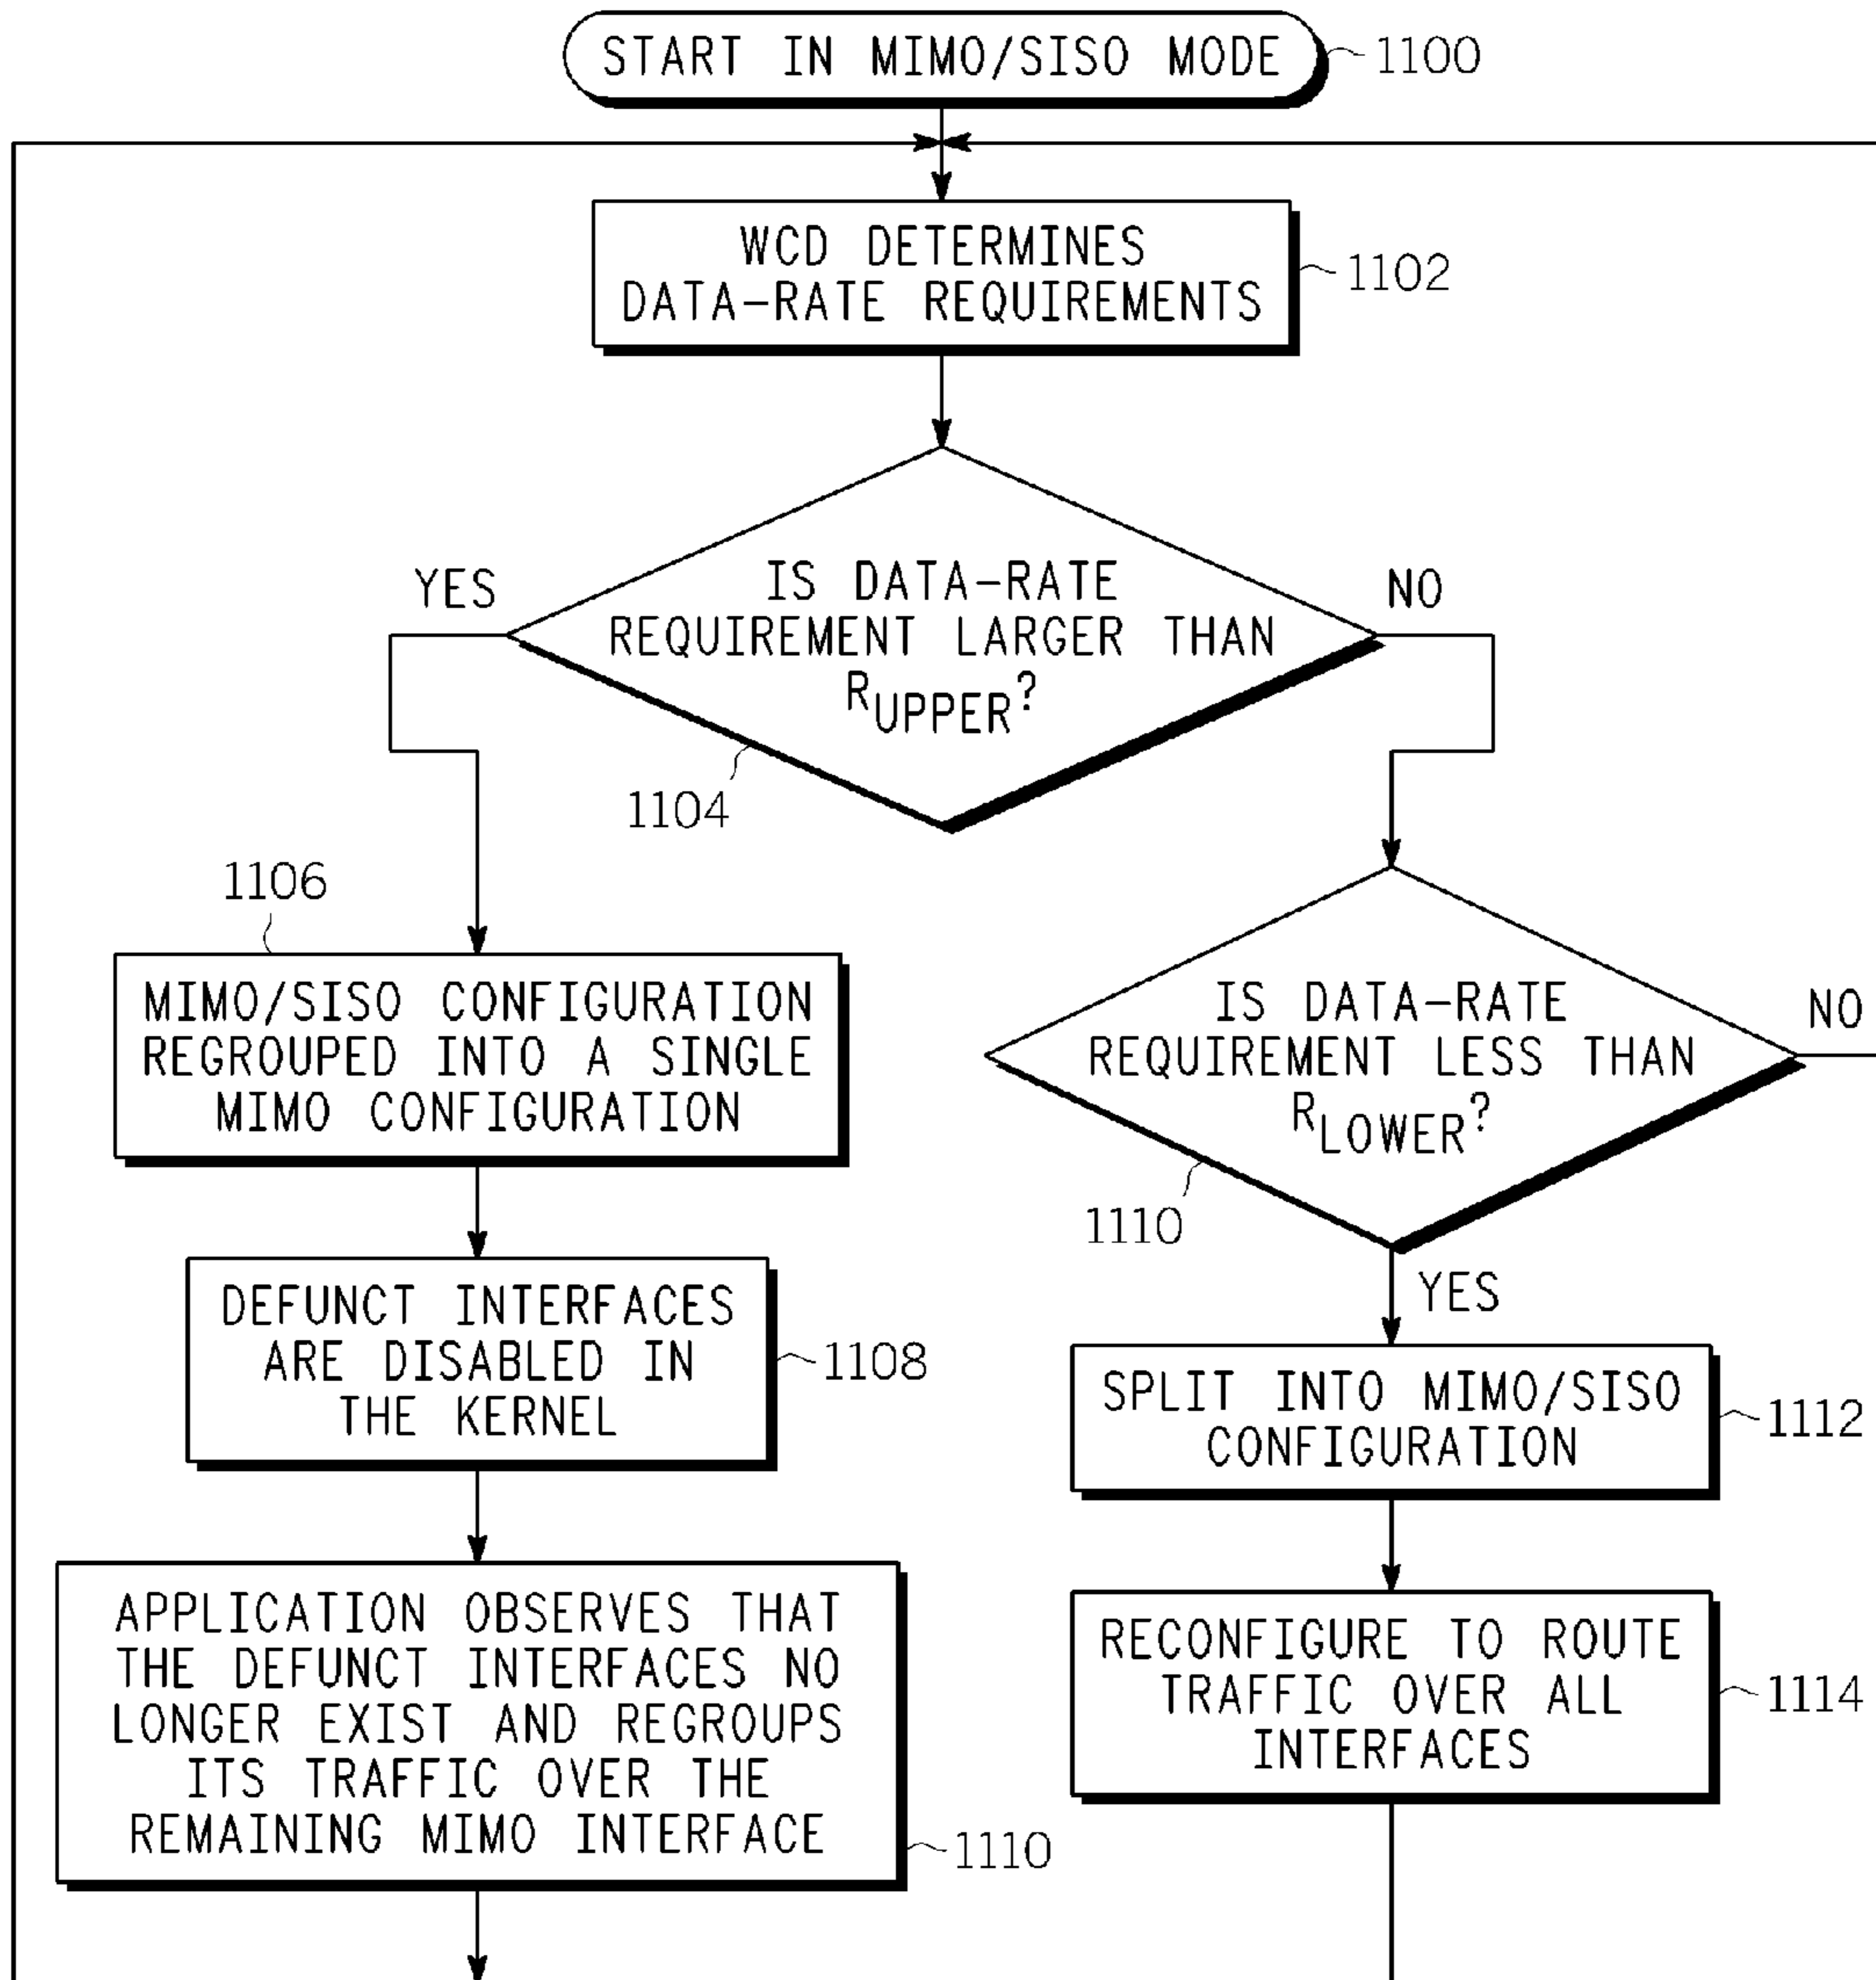 START IN MIMO/SISO MODE
1100
WCD DETERMINES
DATA-RATE REQUIREMENTS
1102
IS DATA-RATE
REQUIREMENT LARGER THAN
RUPPER?
YES
NO
1104
1106
MIMO/SISO CONFIGURATION
REGROUPED INTO A SINGLE
MIMO CONFIGURATION
IS DATA-RATE
REQUIREMENT LESS THAN
RLOWER?
NO
1110
YES
DEFUNCT INTERFACES
ARE DISABLED IN
THE KERNEL
1108
SPLIT INTO MIMO/SISO
CONFIGURATION
1112
APPLICATION OBSERVES THAT
THE DEFUNCT INTERFACES NO
LONGER EXIST AND REGROUPS
ITS TRAFFIC OVER THE
REMAINING MIMO INTERFACE
1110
RECONFIGURE TO ROUTE
TRAFFIC OVER ALL
INTERFACES
1114